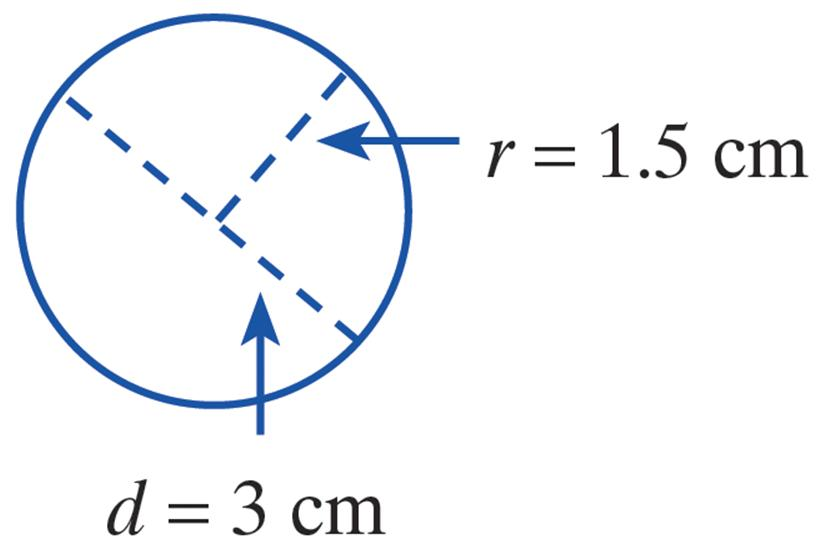 r = 1.5 cm
d = 3 cm